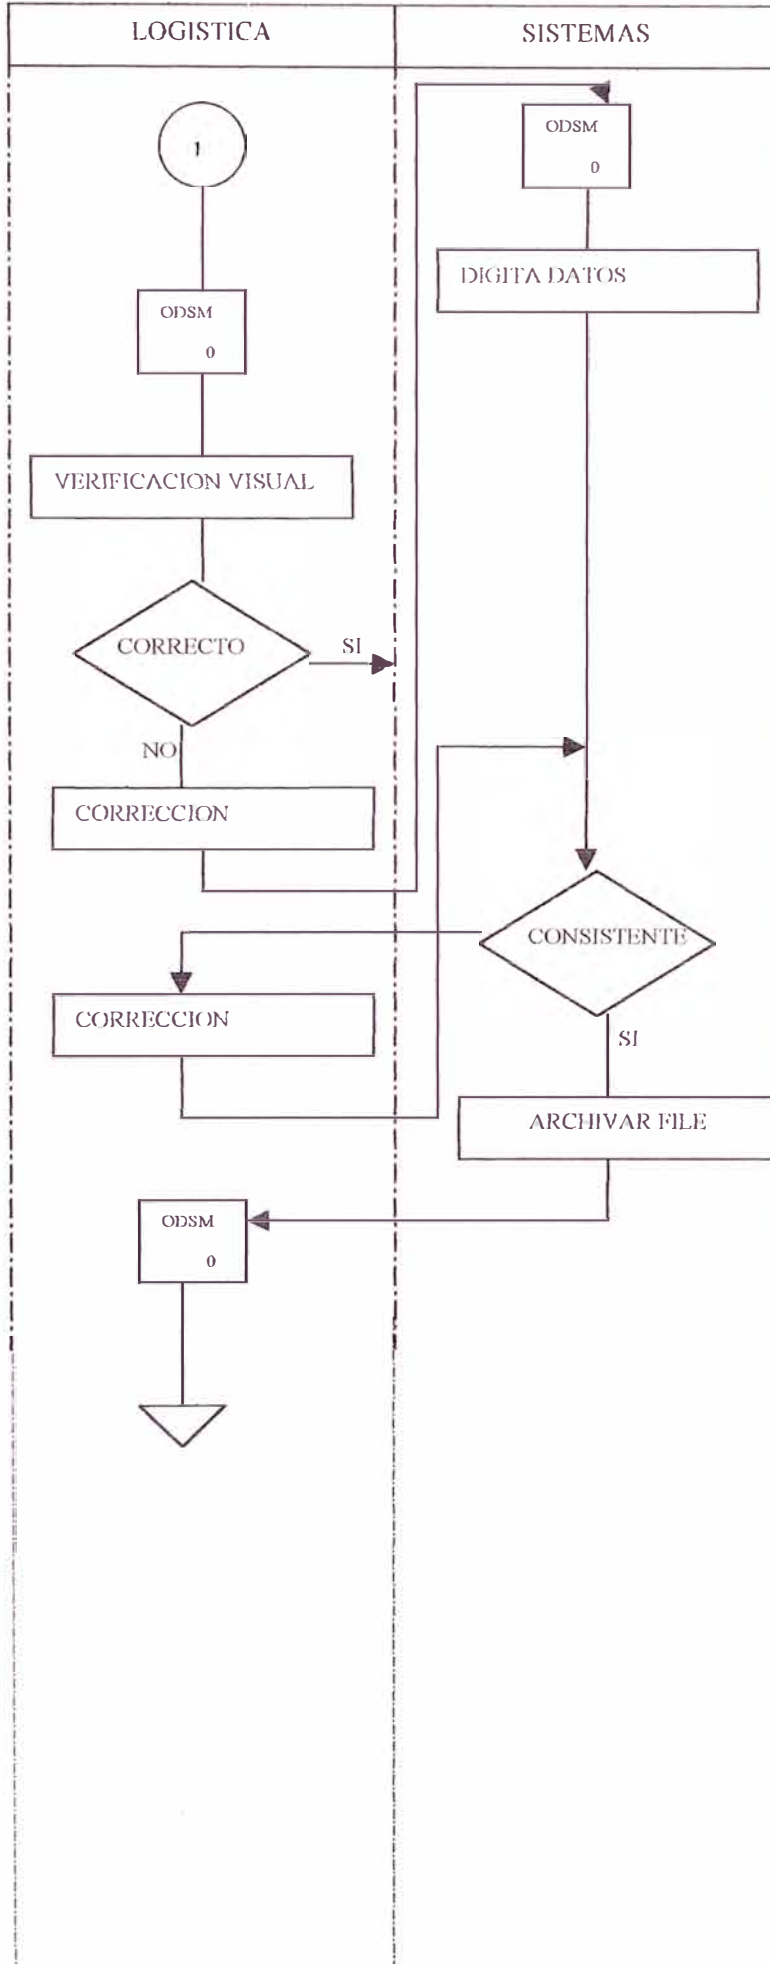 LOGISTICA
SISTEMAS
1
ODSM
0
VERIFICACION VISUAL
CORRECTO
SI
NO
CORRECCION
CORRECCION
ODSM
0
ODSM
0
DIGITA DATOS
CONSISTENTE
SI
ARCHIVAR FILE